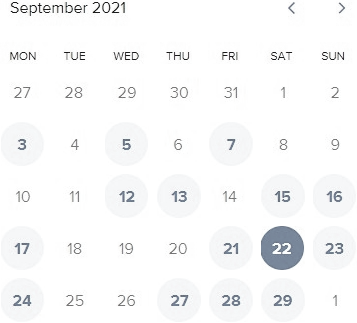 September 2021
MON TUE WED THU FRI SAT SUN
27 28 29 30 31 1 2
3 4 5 6 7 8 9
10 11 12 13 14 15 16
17 18 19 20 21 22 23
24 25 26 27 28 29 1